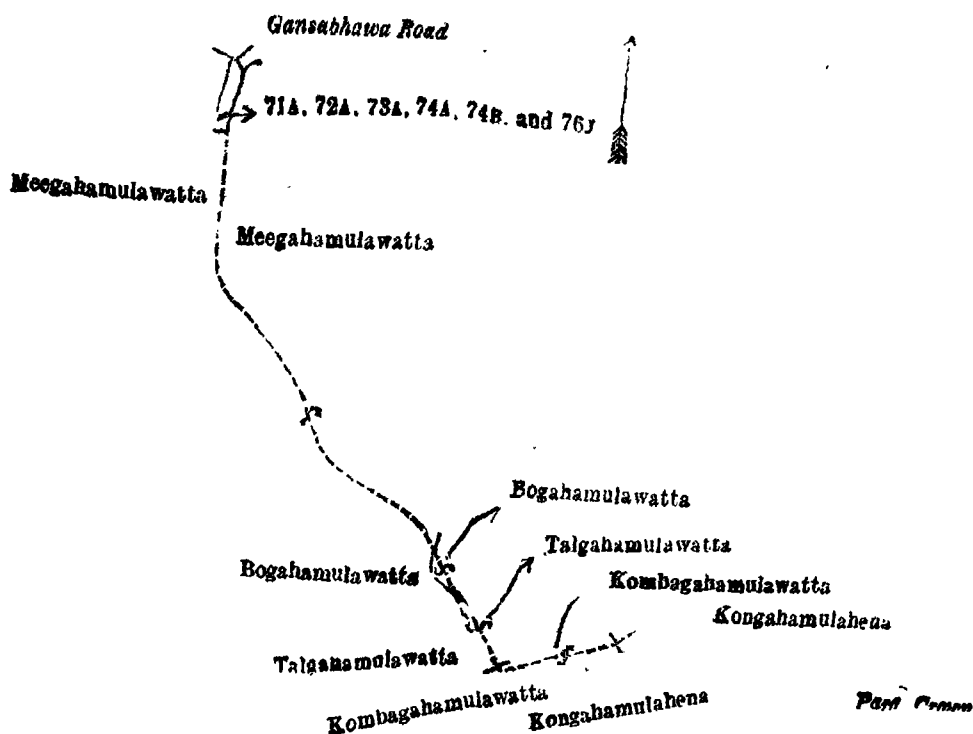 Gansabhawa Road
71A, 72A, 73A, 74A, 74B. and 76J
Meegahamulawatta
Meegahamulawatta
Bogahamulawatta
Talgahamulawatta
Bogahamulawatta
Kombagahamulawatta
Kongahamulahena
Talgahamulawatta
Kombagahamulawatta
Kongahamulahena